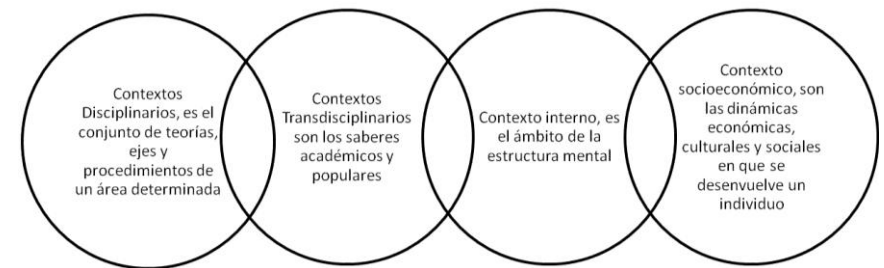 Contextos
Disciplinarios, es el
conjunto de teorías,
ejes y
procedimientos de
un área determinada
Contextos
Transdisciplinarios
son los saberes
académicos y
populares
Contexto interno, es
el ámbito de la
estructura mental
Contexto
socioeconómico, son
las dinámicas
económicas,
culturales y sociales
en que se
desenvuelve un
individuo